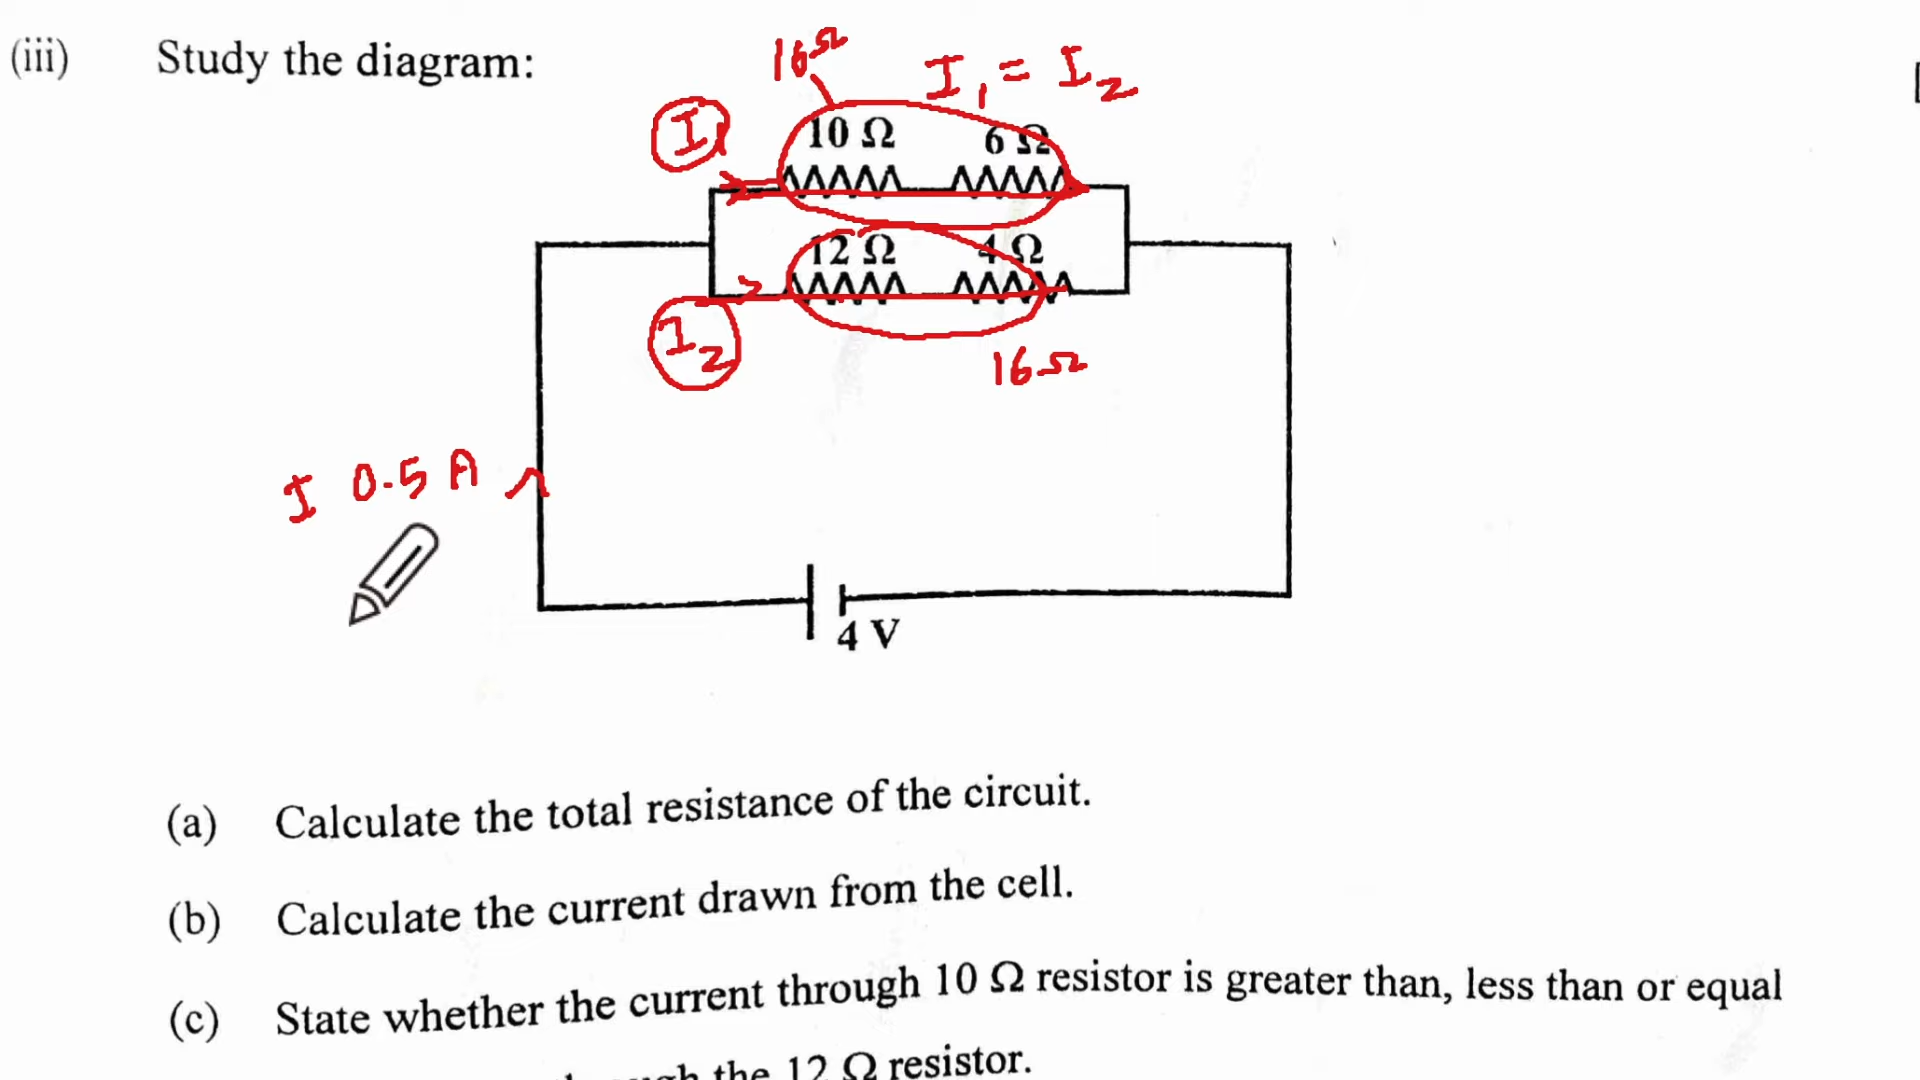 (iii) Study the diagram:
16Ω
I₁ = I₂
I₁
10 Ω 6 Ω
12 Ω 4 Ω
I₂
16Ω
I 0.5 A
4 V
(a) Calculate the total resistance of the circuit.
(b) Calculate the current drawn from the cell.
(c) State whether the current through 10 Ω resistor is greater than, less than or equal
the 12 Ω resistor.